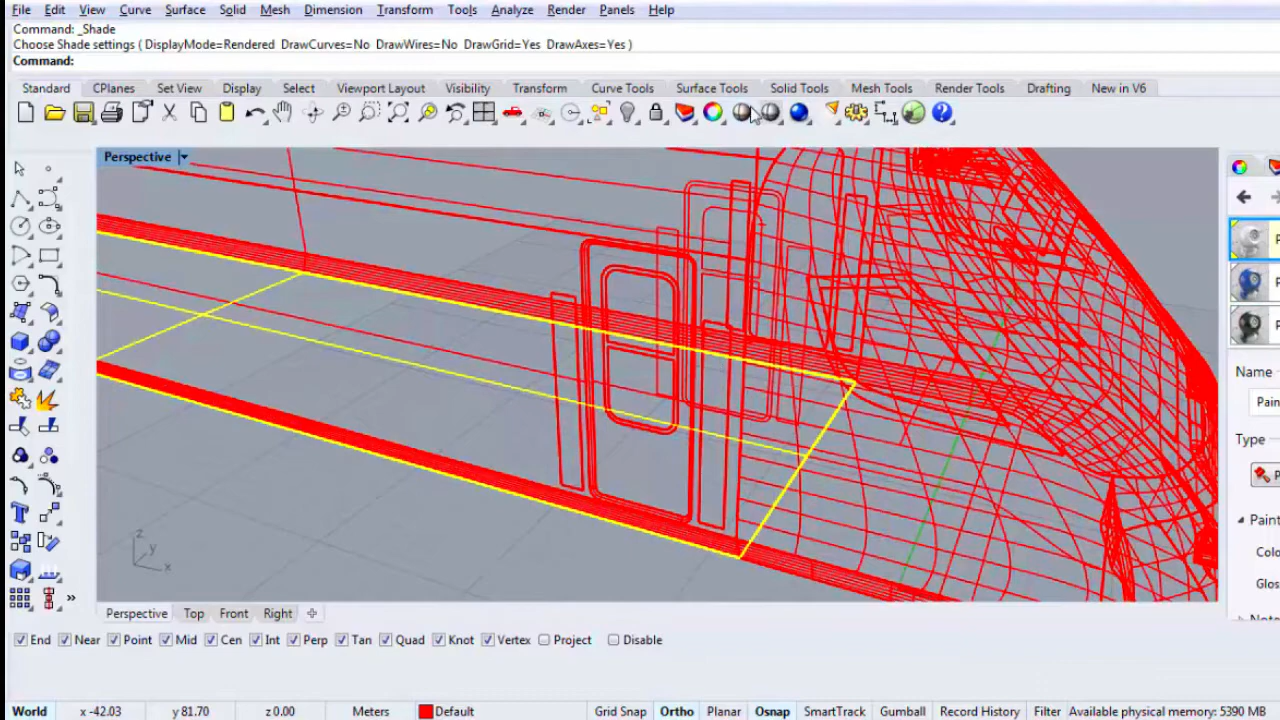 File Edit View Curve Surface Solid Mesh Dimension Transform Tools Analyze Render Panels Help
Command: _Shade
Choose Shade settings ( DisplayMode=Rendered DrawCurves=No DrawWires=No DrawGrid=Yes DrawAxes=Yes )
Command:
Standard CPlanes Set View Display Select Viewport Layout Visibility Transform Curve Tools Surface Tools Solid Tools Mesh Tools Render Tools Drafting New in V6
Perspective
P
P
P
Name
Pain
Type
P
Paint
Colo
Glos
z
y
x
Perspective Top Front Right
End Near Point Mid Cen Int Perp Tan Quad Knot Vertex Project Disable
World x -42.03 y 81.70 z 0.00 Meters Default Grid Snap Ortho Planar Osnap SmartTrack Gumball Record History Filter Available physical memory: 5390 MB